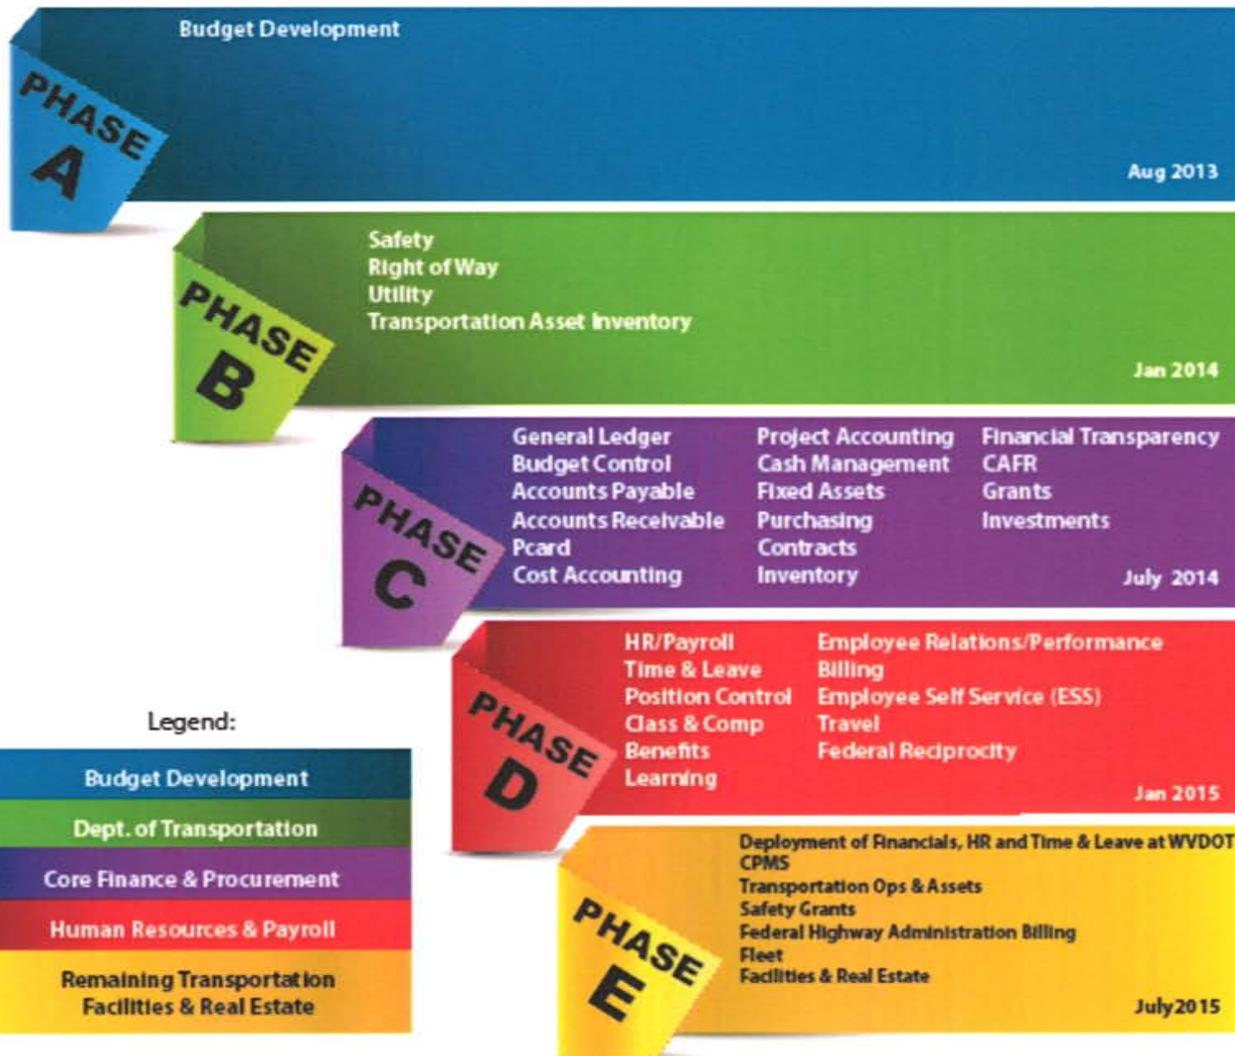 Budget Development
PHASE
A
Aug 2013
Safety
Right of Way
Utility
Transportation Asset Inventory
PHASE
B
Jan 2014
General Ledger
Budget Control
Accounts Payable
Accounts Receivable
Pcard
Cost Accounting
Project Accounting
Cash Management
Fixed Assets
Purchasing
Contracts
Inventory
Financial Transparency
CAFR
Grants
Investments
PHASE
C
July 2014
HR/Payroll
Time & Leave
Position Control
Class & Comp
Benefits
Learning
Employee Relations/Performance
Billing
Employee Self Service (ESS)
Travel
Federal Reciprocity
PHASE
D
Jan 2015
Deployment of Financials, HR and Time & Leave at WVDOT
CPMS
Transportation Ops & Assets
Safety Grants
Federal Highway Administration Billing
Fleet
Facilities & Real Estate
PHASE
E
July2015
Legend:
Budget Development
Dept. of Transportation
Core Finance & Procurement
Human Resources & Payroll
Remaining Transportation
Facilities & Real Estate